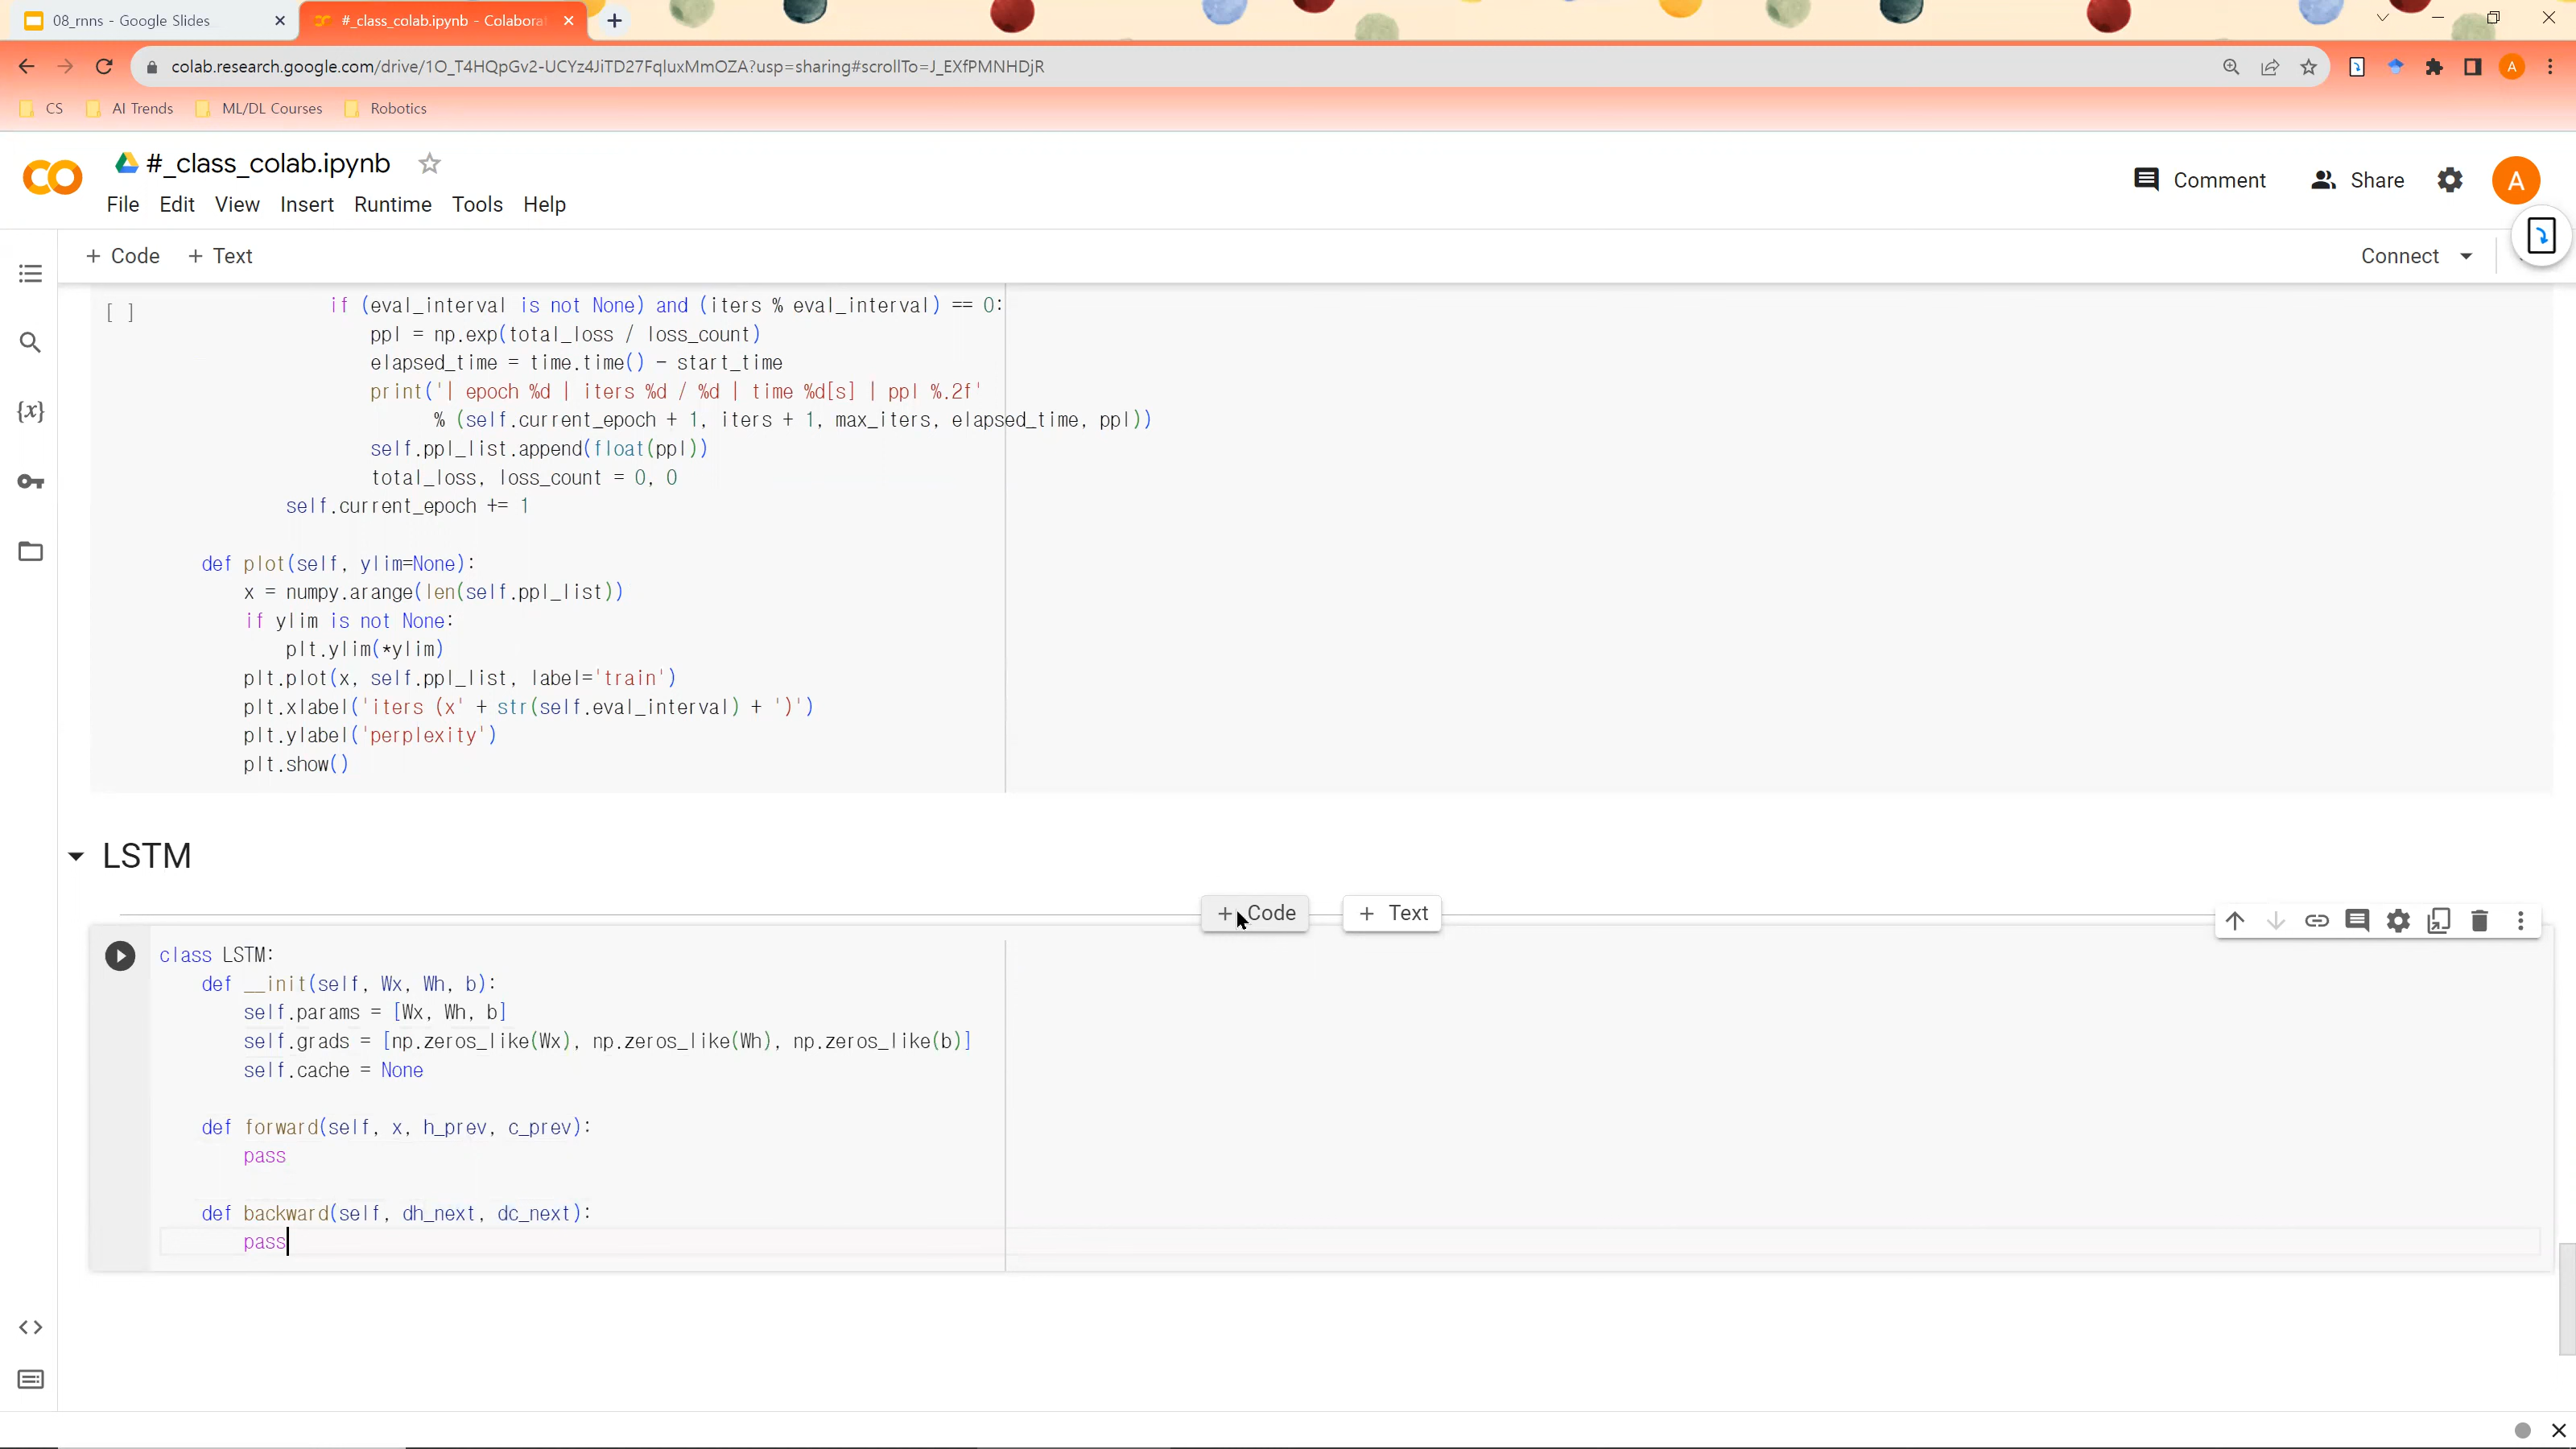 08_rnns - Google Slides
#_class_colab.ipynb - Colabora
colab.research.google.com/drive/1O_T4HQpGv2-UCYz4JiTD27FqluxMmOZA?usp=sharing#scrollTo=J_EXfPMNHDjR
A
CS AI Trends ML/DL Courses Robotics
#_class_colab.ipynb
File Edit View Insert Runtime Tools Help
Comment Share A
+ Code + Text
Connect
{x}
[ ]
if (eval_interval is not None) and (iters % eval_interval) == 0:
ppl = np.exp(total_loss / loss_count)
elapsed_time = time.time() - start_time
print('| epoch %d | iters %d / %d | time %d[s] | ppl %.2f'
% (self.current_epoch + 1, iters + 1, max_iters, elapsed_time, ppl))
self.ppl_list.append(float(ppl))
total_loss, loss_count = 0, 0
self.current_epoch += 1
def plot(self, ylim=None):
x = numpy.arange(len(self.ppl_list))
if ylim is not None:
plt.ylim(*ylim)
plt.plot(x, self.ppl_list, label='train')
plt.xlabel('iters (x' + str(self.eval_interval) + ')')
plt.ylabel('perplexity')
plt.show()
LSTM
+ Code + Text
class LSTM:
def __init(self, Wx, Wh, b):
self.params = [Wx, Wh, b]
self.grads = [np.zeros_like(Wx), np.zeros_like(Wh), np.zeros_like(b)]
self.cache = None
def forward(self, x, h_prev, c_prev):
pass
def backward(self, dh_next, dc_next):
pass